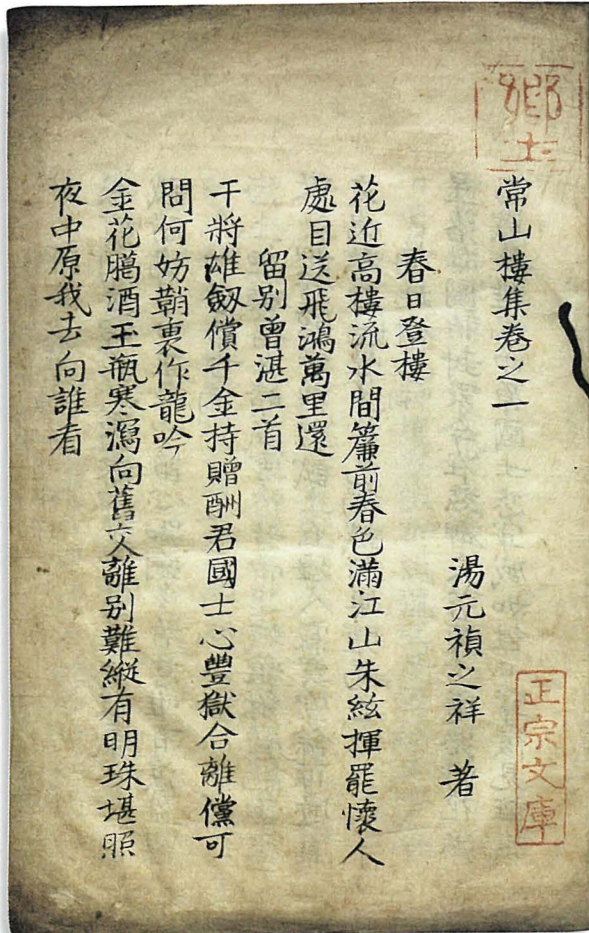 鄉土
常山樓集卷之一
湯元禎之祥 著
正宗文庫
春日登樓
花近高樓流水間簾前春色滿江山朱絃揮罷懷人
處目送飛鴻萬里還
留別曾湛二首
干將雄劔償千金持贈酬君國士心豐獄合離儻可
問何妨鞘裏作龍吟
金花臈酒玉瓶寒瀉向舊交離別難縱有明珠堪照
夜中原我去向誰看